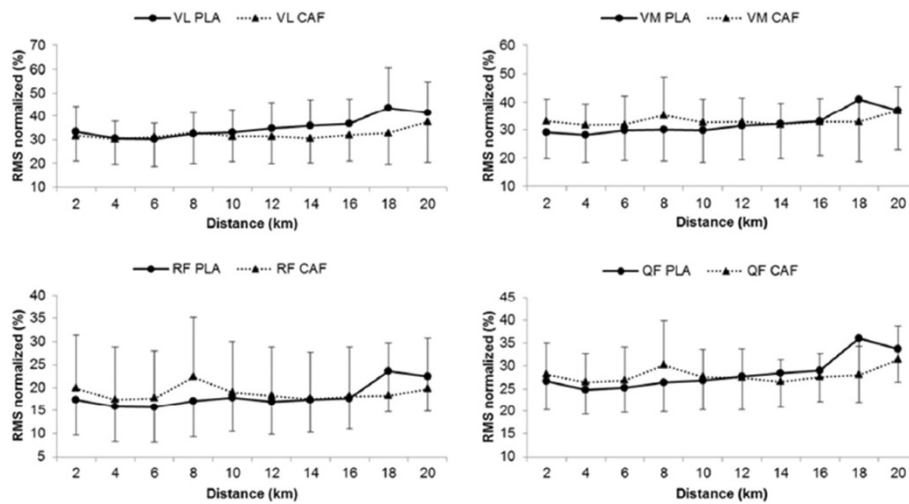 VL PLA VL CAF
RMS normalized (%)
70
60
50
40
30
20
10
2 4 6 8 10 12 14 16 18 20
Distance (km)
VM PLA VM CAF
RMS normalized (%)
60
50
40
30
20
10
2 4 6 8 10 12 14 16 18 20
Distance (km)
RF PLA RF CAF
RMS normalized (%)
40
35
30
25
20
15
10
5
2 4 6 8 10 12 14 16 18 20
Distance (km)
QF PLA QF CAF
RMS normalized (%)
45
40
35
30
25
20
15
10
2 4 6 8 10 12 14 16 18 20
Distance (km)